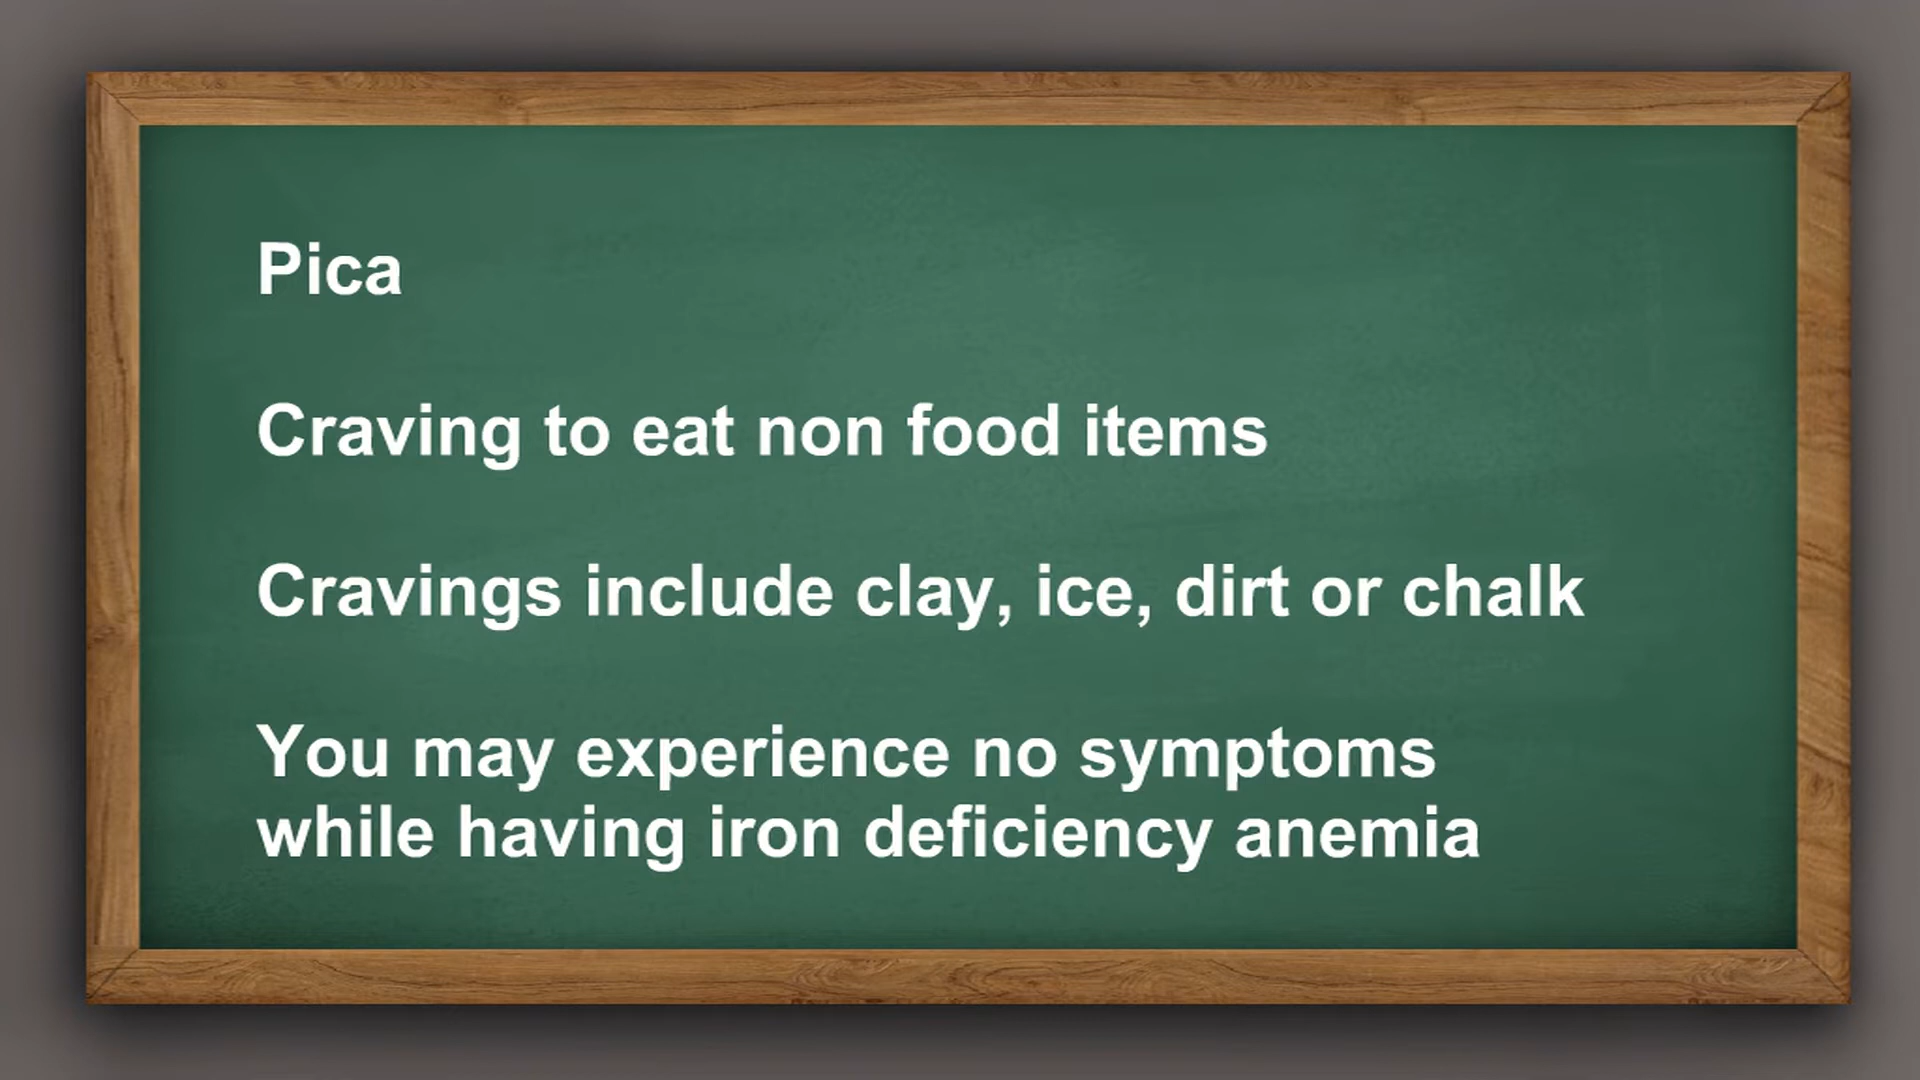 Pica
Craving to eat non food items
Cravings include clay, ice, dirt or chalk
You may experience no symptoms
while having iron deficiency anemia